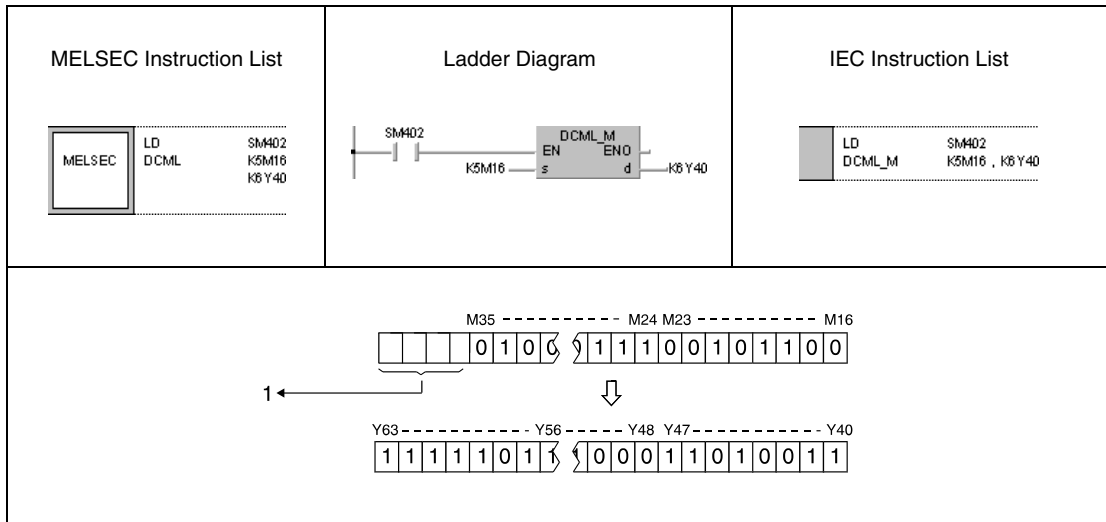 MELSEC Instruction List
Ladder Diagram
IEC Instruction List
MELSEC
LD SM402
DCML K5M16
K6Y40
SM402
DCML_M
EN ENO
K5M16 s d K6Y40
LD SM402
DCML_M K5M16 , K6Y40
M35 M24 M23 M16
0 1 0 0 0 1 1 1 0 0 1 0 1 1 0 0
1
Y63 Y56 Y48 Y47 Y40
1 1 1 1 1 0 1 1 1 0 0 0 1 1 0 1 0 0 1 1